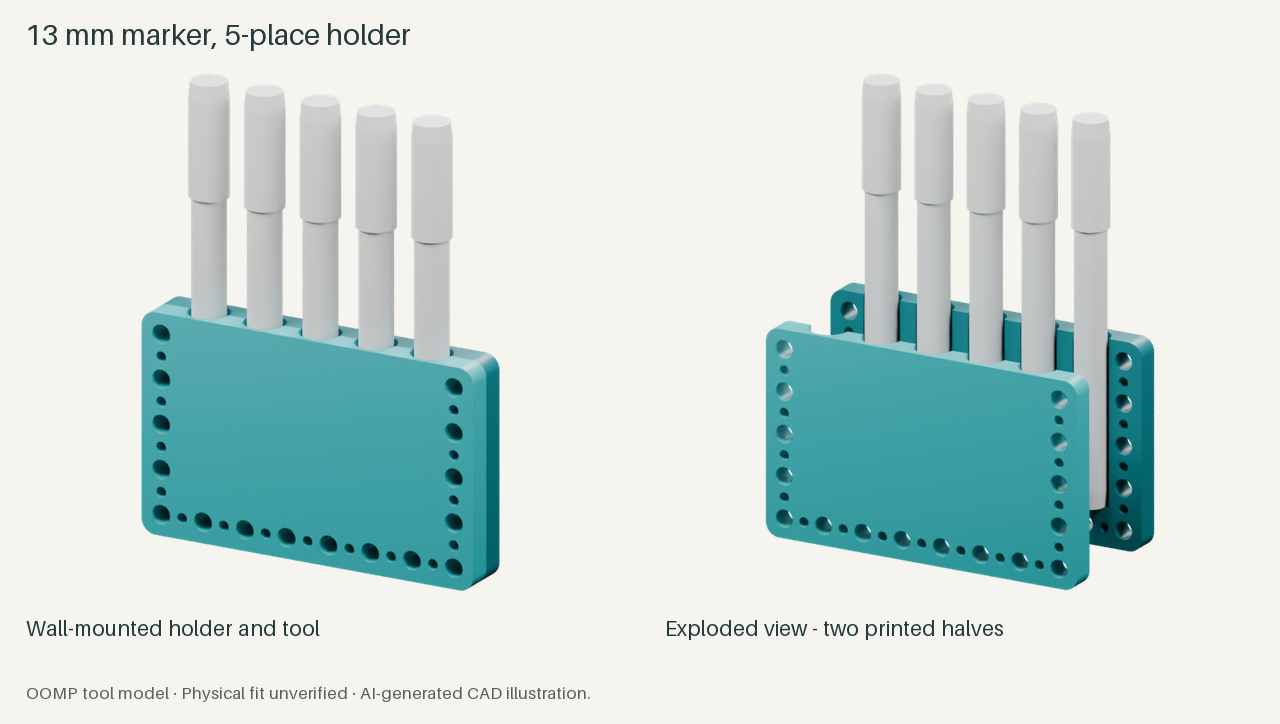 13 mm marker, 5-place holder
Wall-mounted holder and tool
Exploded view - two printed halves
OOMP tool model · Physical fit unverified · AI-generated CAD illustration.